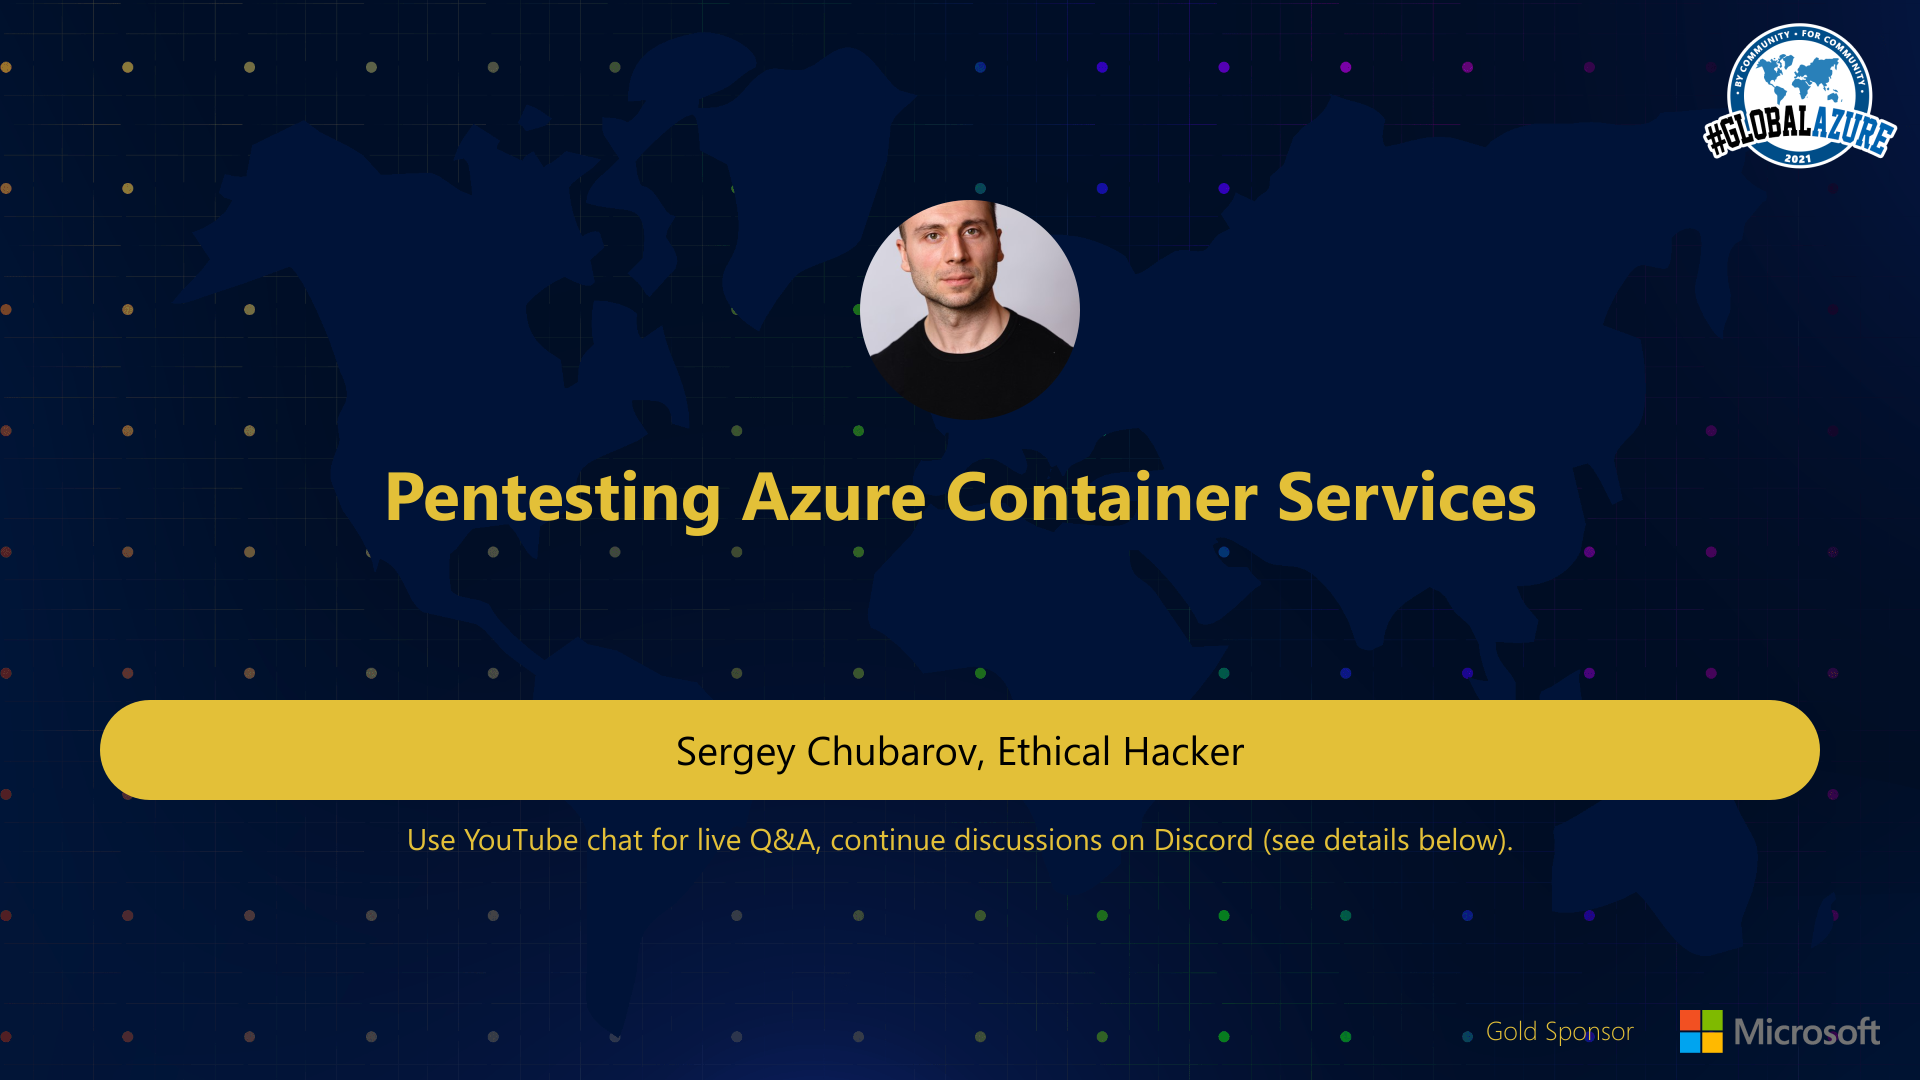 • BY COMMUNITY • FOR COMMUNITY •
#GLOBALAZURE
2021
Pentesting Azure Container Services
Sergey Chubarov, Ethical Hacker
Use YouTube chat for live Q&A, continue discussions on Discord (see details below).
Gold Sponsor
Microsoft